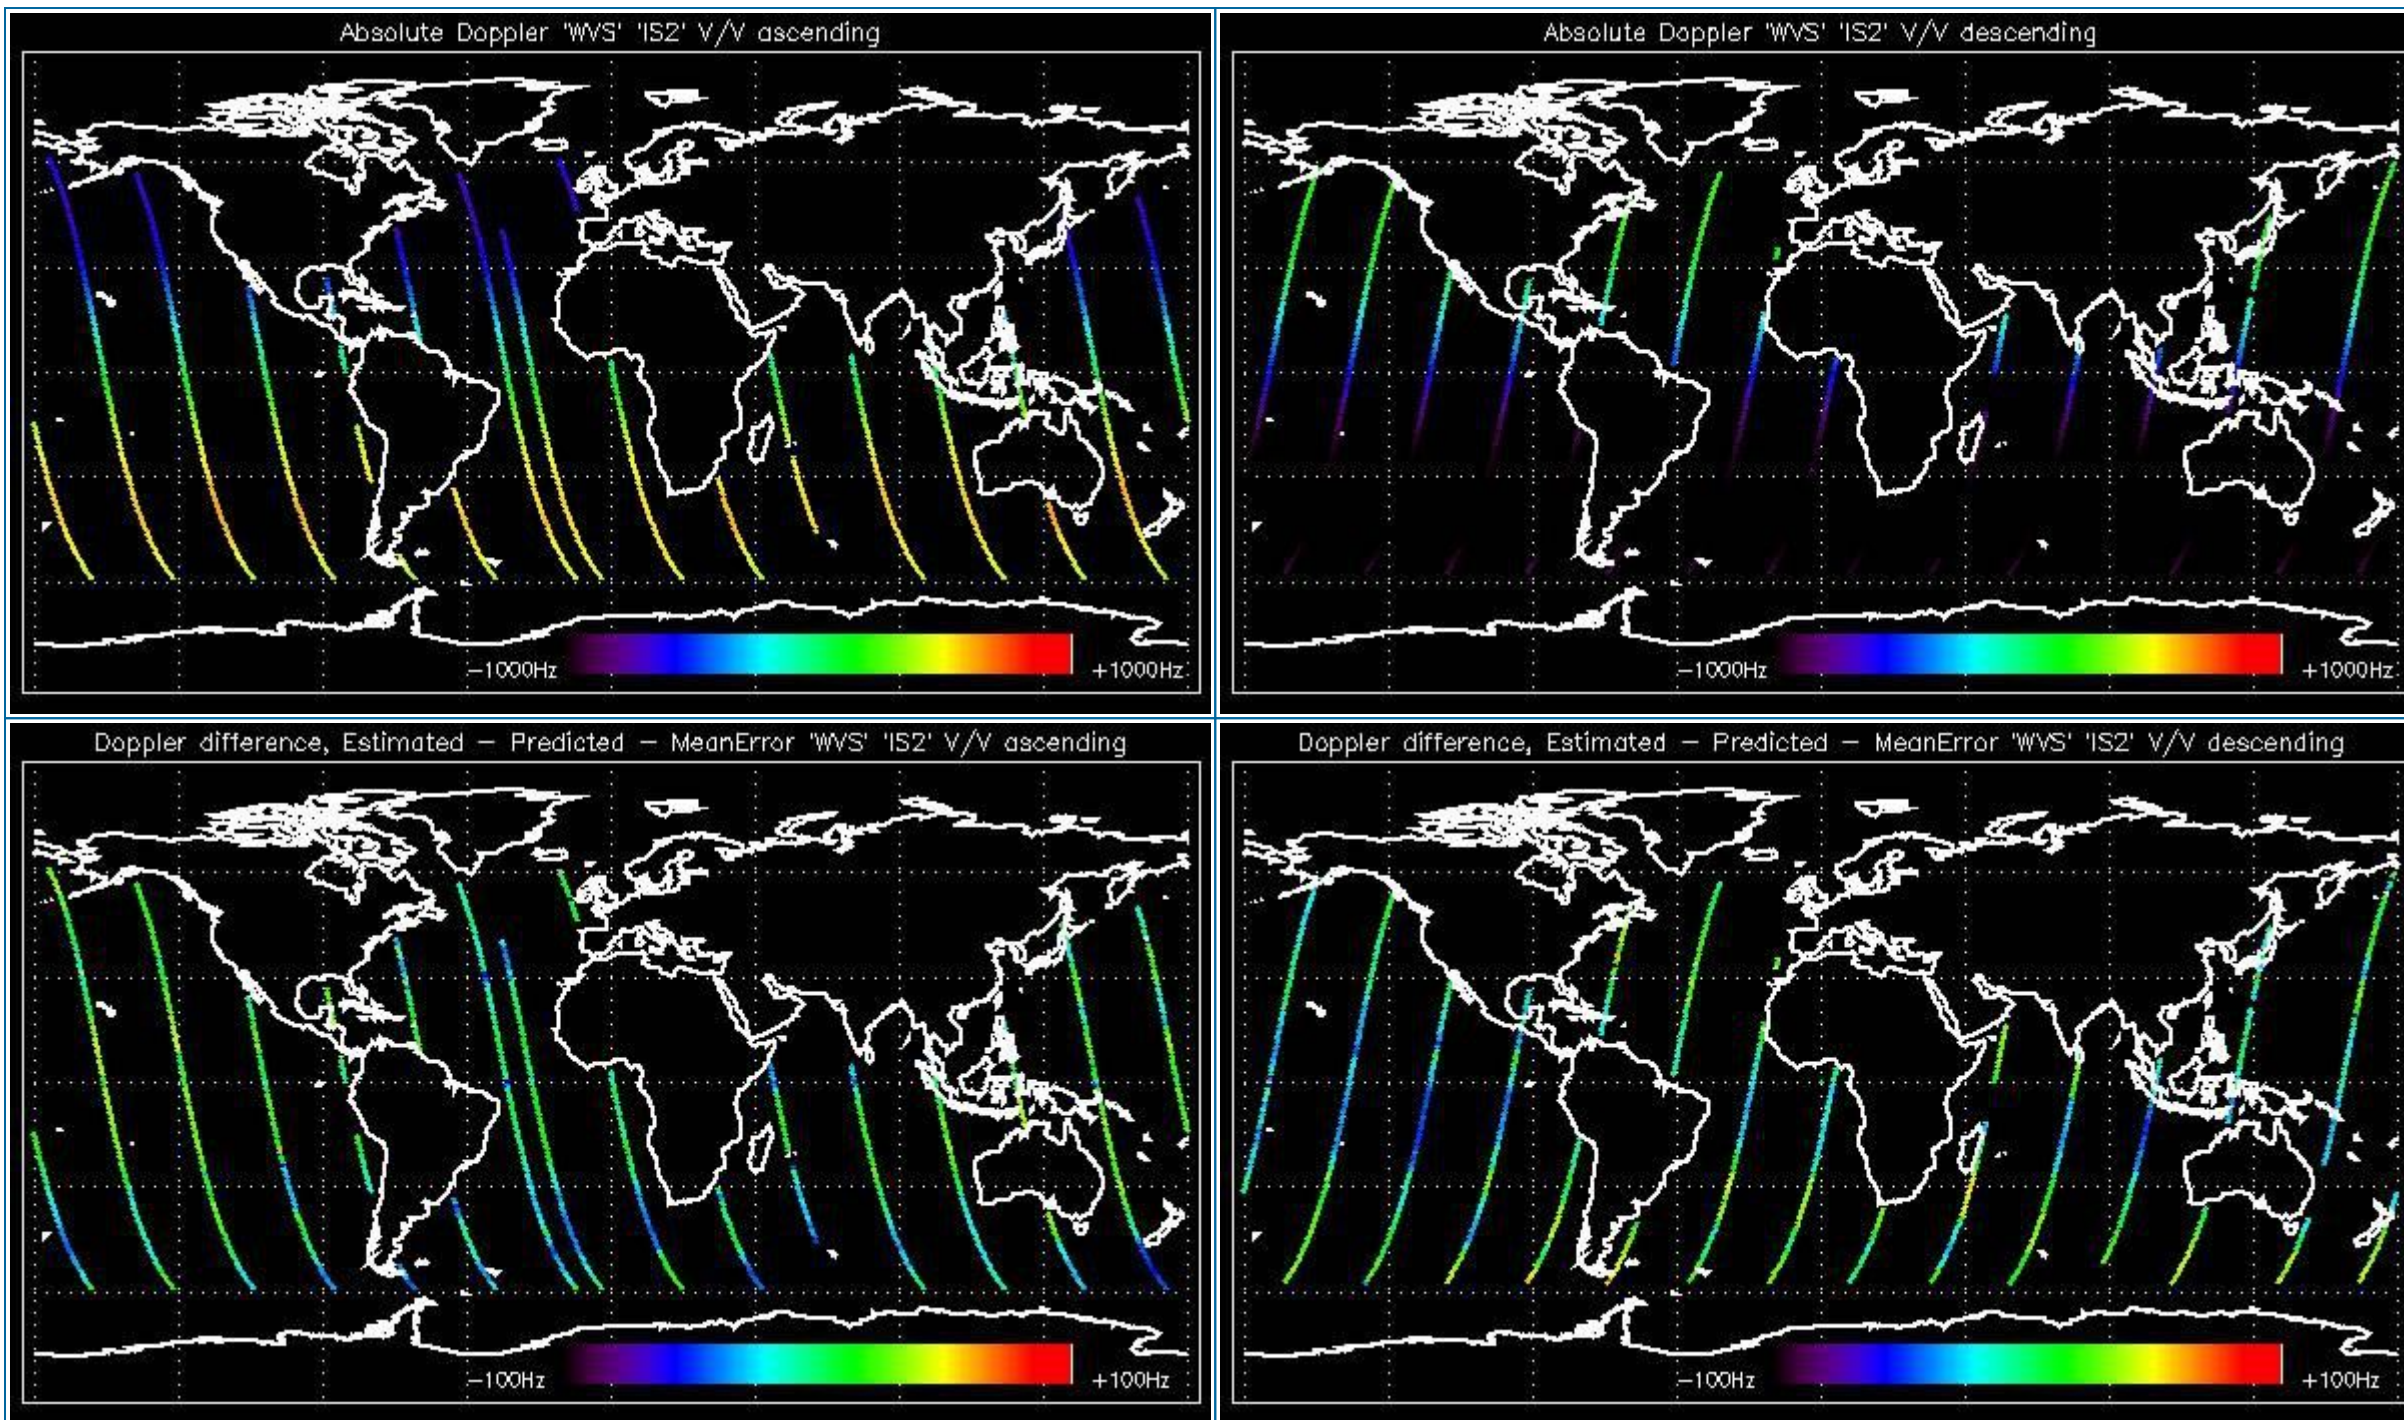 Absolute Doppler 'WVS' 'IS2' V/V ascending
-1000Hz
+1000Hz
Absolute Doppler 'WVS' 'IS2' V/V descending
-1000Hz
+1000Hz
Doppler difference, Estimated - Predicted - MeanError 'WVS' 'IS2' V/V ascending
-100Hz
+100Hz
Doppler difference, Estimated - Predicted - MeanError 'WVS' 'IS2' V/V descending
-100Hz
+100Hz